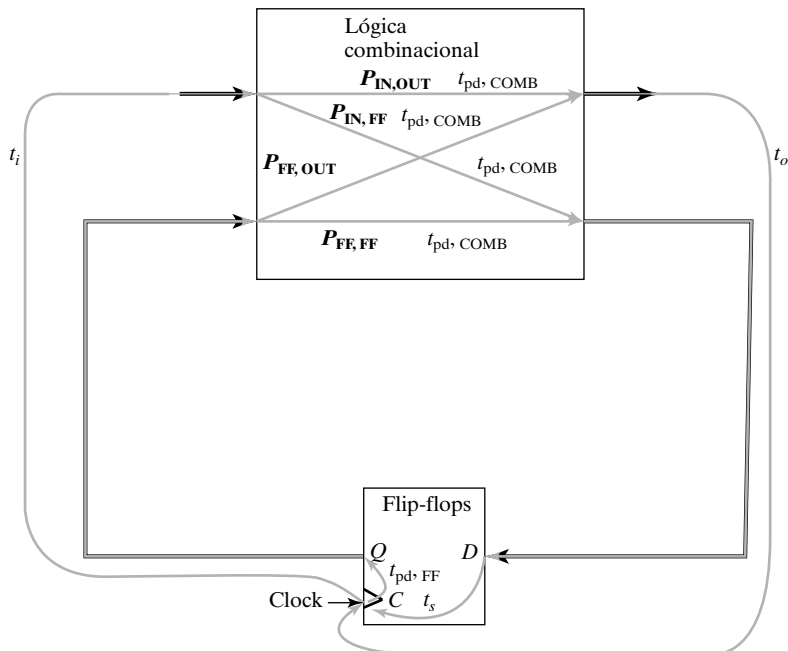 Lógica
combinacional
P_IN,OUT t_pd, COMB
P_IN, FF t_pd, COMB
t_i
t_o
P_FF, OUT
t_pd, COMB
P_FF, FF t_pd, COMB
Flip-flops
Q D
t_pd, FF
Clock C t_s